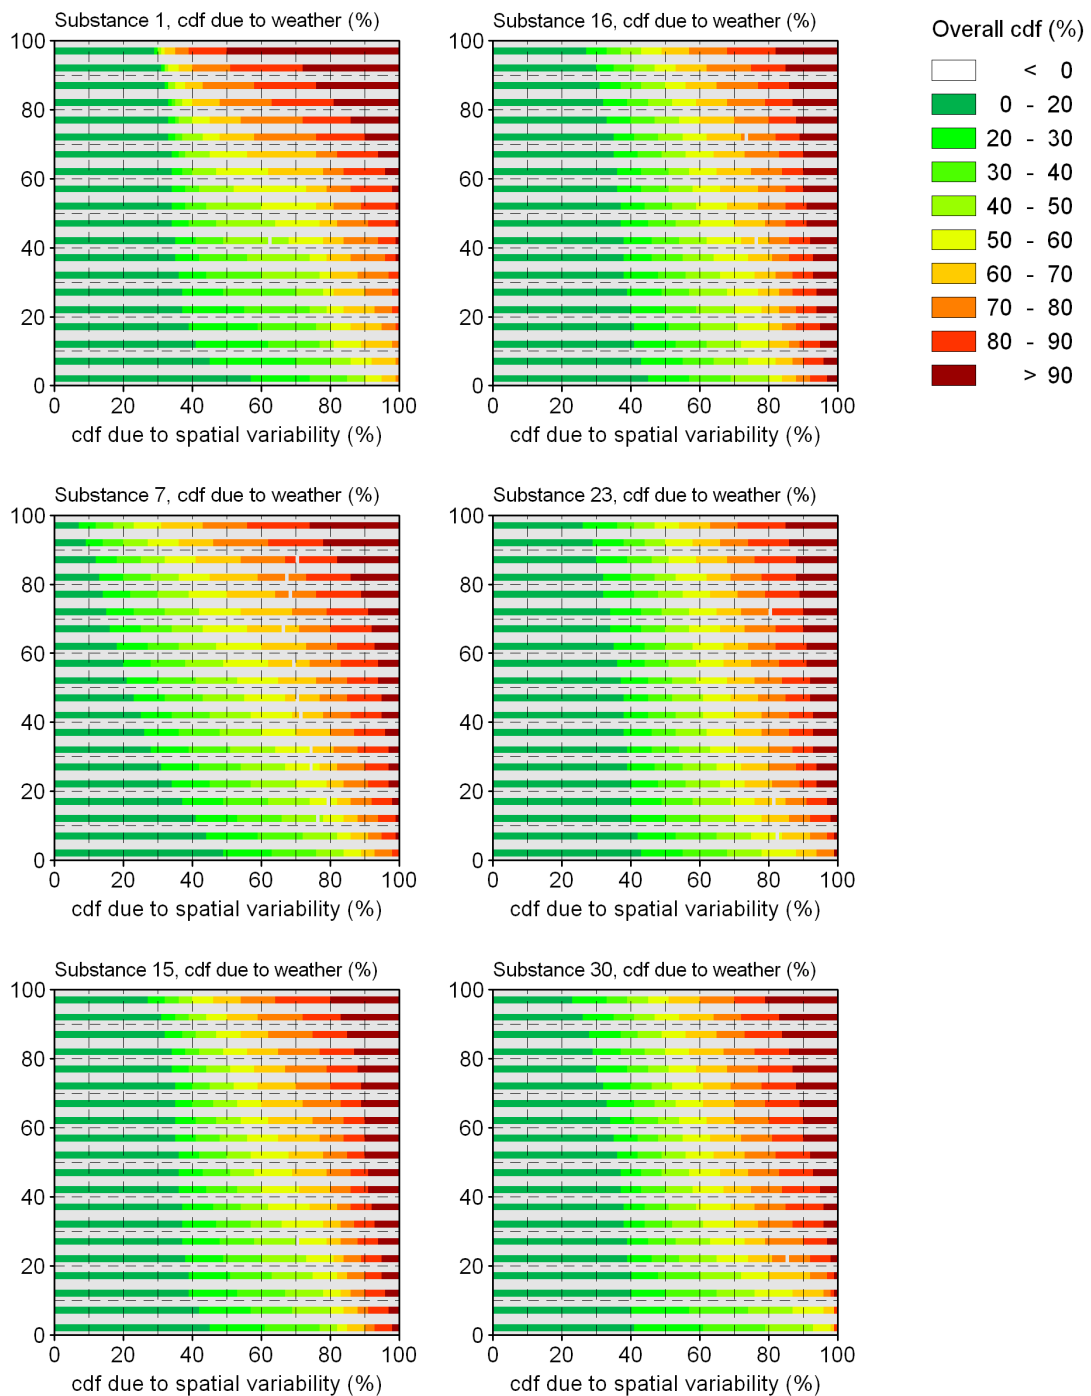 Substance 1, cdf due to weather (%)
100
80
60
40
20
0
0 20 40 60 80 100
cdf due to spatial variability (%)
Substance 16, cdf due to weather (%)
100
80
60
40
20
0
0 20 40 60 80 100
cdf due to spatial variability (%)
Overall cdf (%)
< 0
0 - 20
20 - 30
30 - 40
40 - 50
50 - 60
60 - 70
70 - 80
80 - 90
> 90
Substance 7, cdf due to weather (%)
100
80
60
40
20
0
0 20 40 60 80 100
cdf due to spatial variability (%)
Substance 23, cdf due to weather (%)
100
80
60
40
20
0
0 20 40 60 80 100
cdf due to spatial variability (%)
Substance 15, cdf due to weather (%)
100
80
60
40
20
0
0 20 40 60 80 100
cdf due to spatial variability (%)
Substance 30, cdf due to weather (%)
100
80
60
40
20
0
0 20 40 60 80 100
cdf due to spatial variability (%)